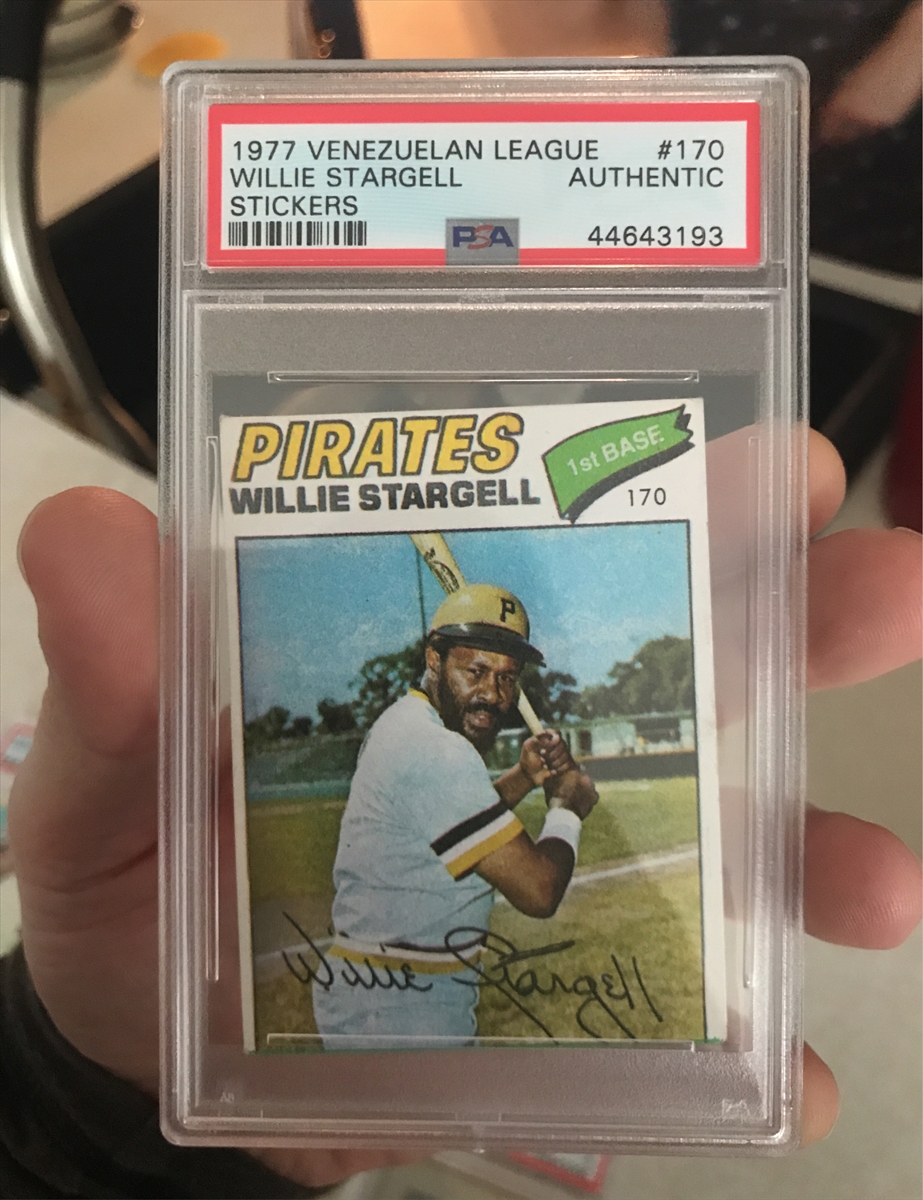 1977 VENEZUELAN LEAGUE #170
WILLIE STARGELL AUTHENTIC
STICKERS
PSA 44643193
PIRATES
1st BASE
WILLIE STARGELL
170
P
Willie Stargell